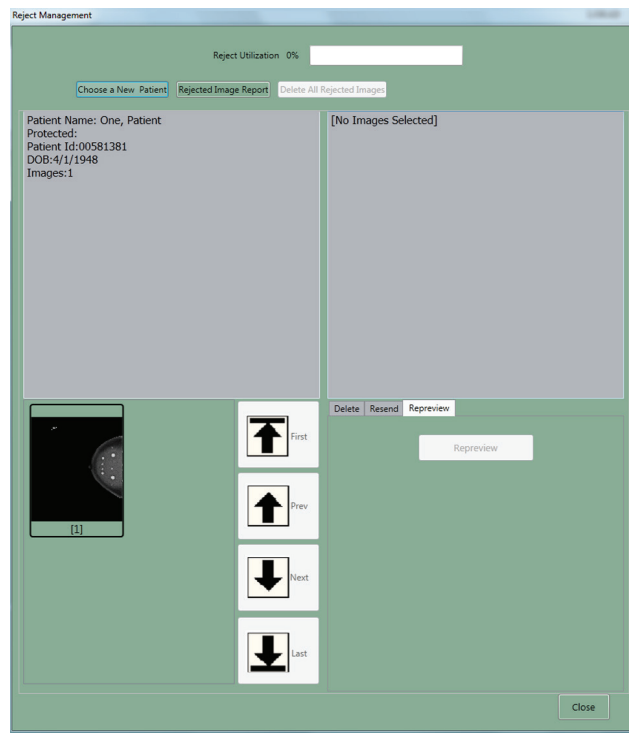 Reject Management
Reject Utilization 0%
Choose a New Patient Rejected Image Report Delete All Rejected Images
Patient Name: One, Patient
Protected:
Patient Id:00581381
DOB:4/1/1948
Images:1
[No Images Selected]
[1]
First
Prev
Next
Last
Delete Resend Repreview
Repreview
Close